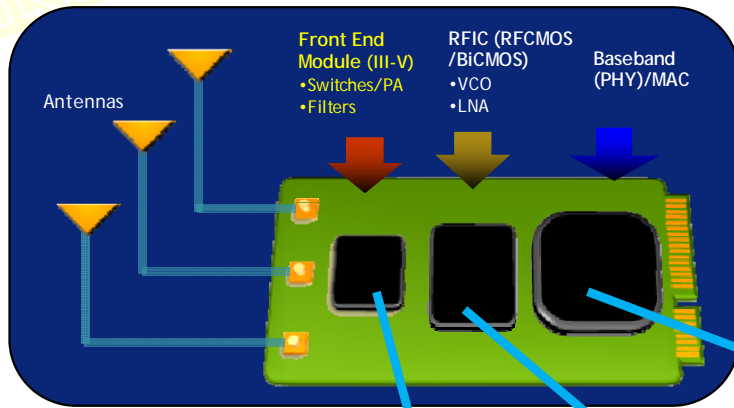 Antennas
Front End
Module (III-V)
•Switches/PA
•Filters
RFIC (RFCMOS
/BiCMOS)
•VCO
•LNA
Baseband
(PHY)/MAC